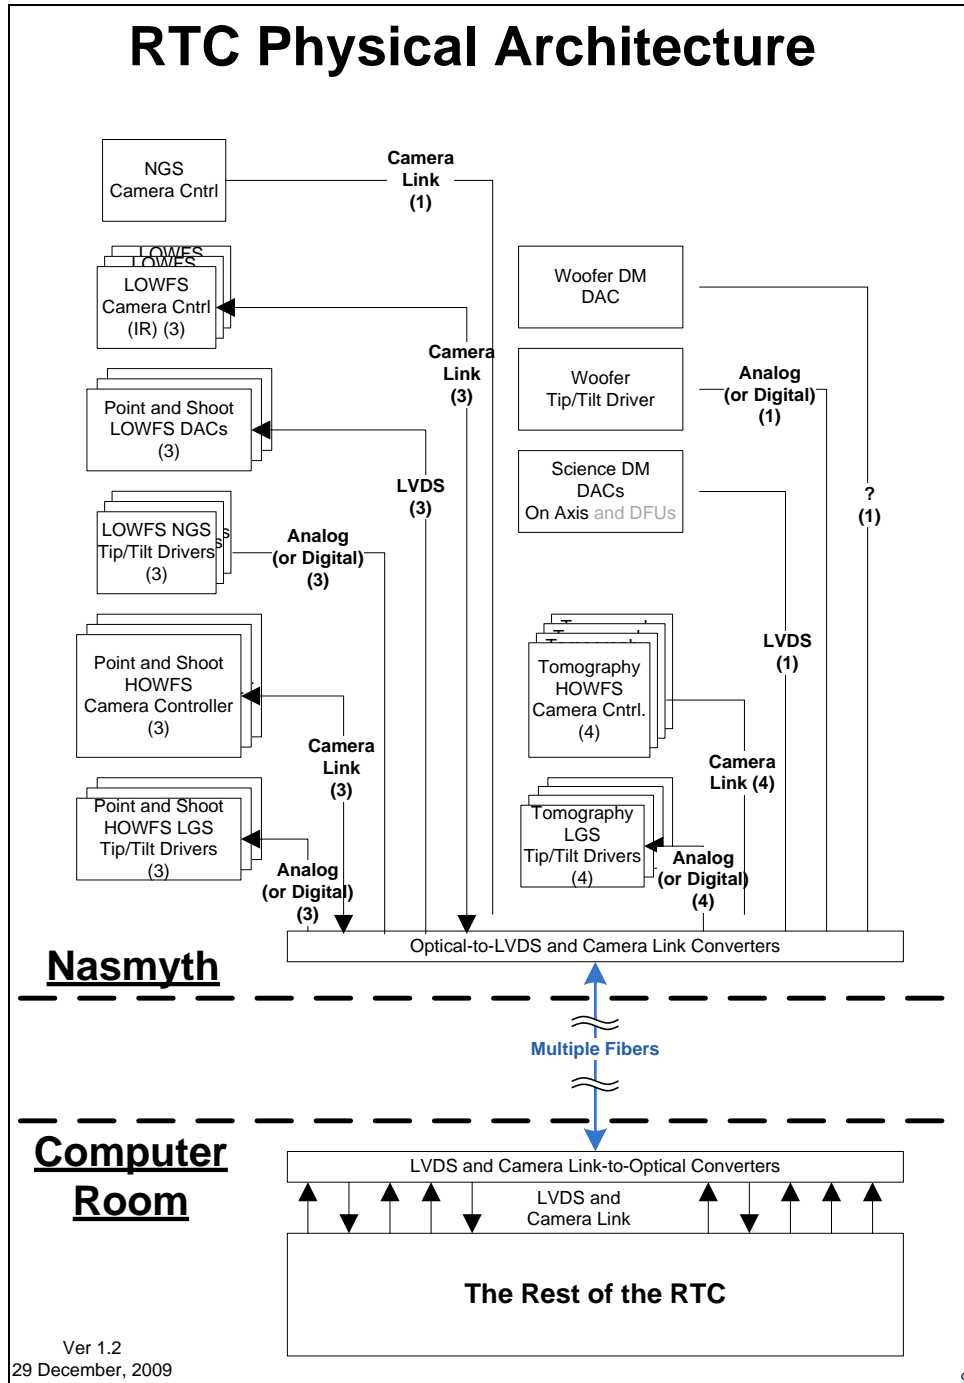 RTC Physical Architecture
NGS
Camera Cntrl
Camera
Link
(1)
LOWFS
LOWFS
LOWFS
Camera Cntrl
(IR) (3)
Camera
Link
(3)
Point and Shoot
LOWFS DACs
(3)
LVDS
(3)
LOWFS NGS
Tip/Tilt Drivers
(3)
Analog
(or Digital)
(3)
Point and Shoot
HOWFS
Camera Controller
(3)
Camera
Link
(3)
Point and Shoot
HOWFS LGS
Tip/Tilt Drivers
(3)
Analog
(or Digital)
(3)
Woofer DM
DAC
?
(1)
Woofer
Tip/Tilt Driver
Analog
(or Digital)
(1)
Science DM
DACs
On Axis and DFUs
LVDS
(1)
Tomography
HOWFS
Camera Cntrl.
(4)
Camera
Link (4)
Tomography
LGS
Tip/Tilt Drivers
(4)
Analog
(or Digital)
(4)
Optical-to-LVDS and Camera Link Converters
Nasmyth
Multiple Fibers
Computer
Room
LVDS and Camera Link-to-Optical Converters
LVDS and
Camera Link
The Rest of the RTC
Ver 1.2
29 December, 2009